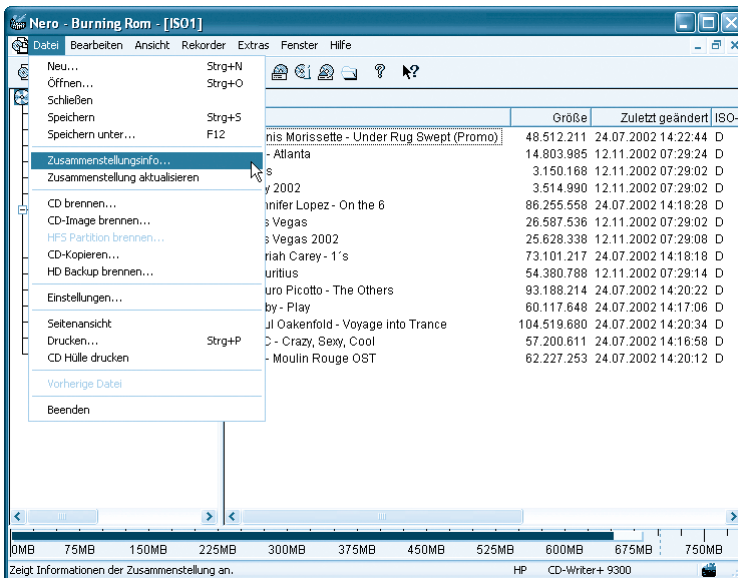 Nero - Burning Rom - [ISO1]
Datei Bearbeiten Ansicht Rekorder Extras Fenster Hilfe
Neu... Strg+N
Öffnen... Strg+O
Schließen
Speichern Strg+S
Speichern unter... F12
Zusammenstellungsinfo...
Zusammenstellung aktualisieren
CD brennen...
CD-Image brennen...
HFS Partition brennen...
CD-Kopieren...
HD Backup brennen...
Einstellungen...
Seitenansicht
Drucken... Strg+P
CD Hülle drucken
Vorherige Datei
Beenden
Größe Zuletzt geändert ISO-
nis Morissette - Under Rug Swept (Promo) 48.512.211 24.07.2002 14:22:44 D
- Atlanta 14.803.985 12.11.2002 07:29:24 D
s 3.150.168 12.11.2002 07:29:02 D
y 2002 3.514.990 12.11.2002 07:29:02 D
nnifer Lopez - On the 6 86.255.558 24.07.2002 14:18:28 D
s Vegas 26.587.536 12.11.2002 07:29:02 D
s Vegas 2002 25.628.338 12.11.2002 07:29:08 D
riah Carey - 1´s 73.101.217 24.07.2002 14:18:18 D
uritius 54.380.788 12.11.2002 07:29:14 D
uro Picotto - The Others 93.188.214 24.07.2002 14:20:22 D
by - Play 60.117.648 24.07.2002 14:17:06 D
ul Oakenfold - Voyage into Trance 104.519.680 24.07.2002 14:20:34 D
C - Crazy, Sexy, Cool 57.200.611 24.07.2002 14:16:58 D
- Moulin Rouge OST 62.227.253 24.07.2002 14:20:12 D
0MB 75MB 150MB 225MB 300MB 375MB 450MB 525MB 600MB 675MB 750MB
Zeigt Informationen der Zusammenstellung an. HP CD-Writer+ 9300